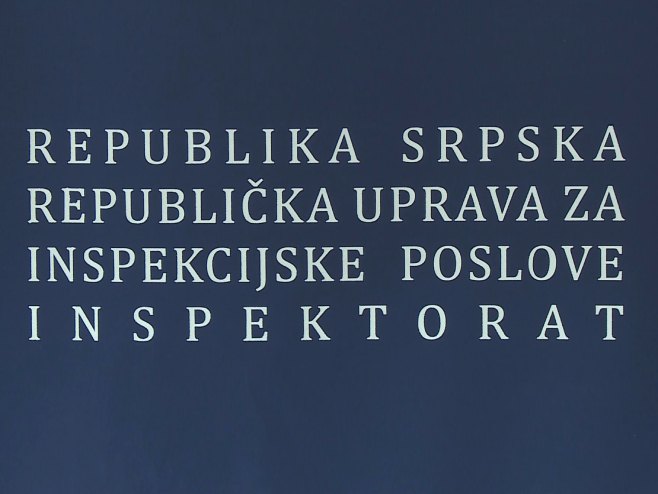 REPUBLIKA SRPSKA
REPUBLIČKA UPRAVA ZA
INSPEKCIJSKE POSLOVE
INSPEKTORAT